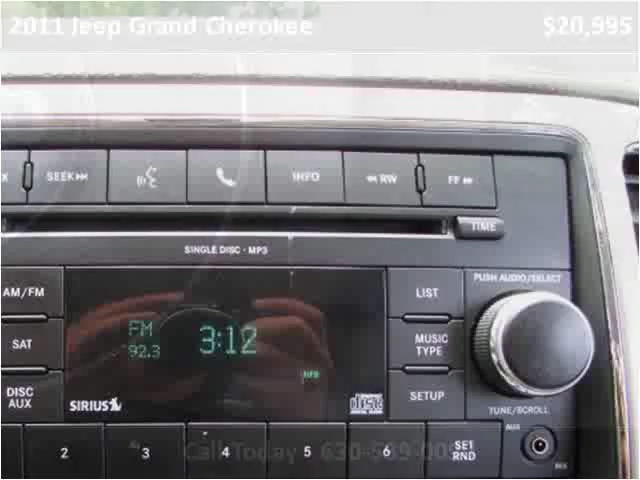 2011 Jeep Grand Cherokee $20,995
X SEEK INFO RW FF
TIME
SINGLE DISC • MP3
AM/FM LIST PUSH AUDIO/SELECT
FM 3:12
SAT 92.3 MUSIC TYPE
DISC AUX SIRIUS disc SETUP
TUNE/SCROLL
AUX
2 3 4 5 6 SET RND
Call Today